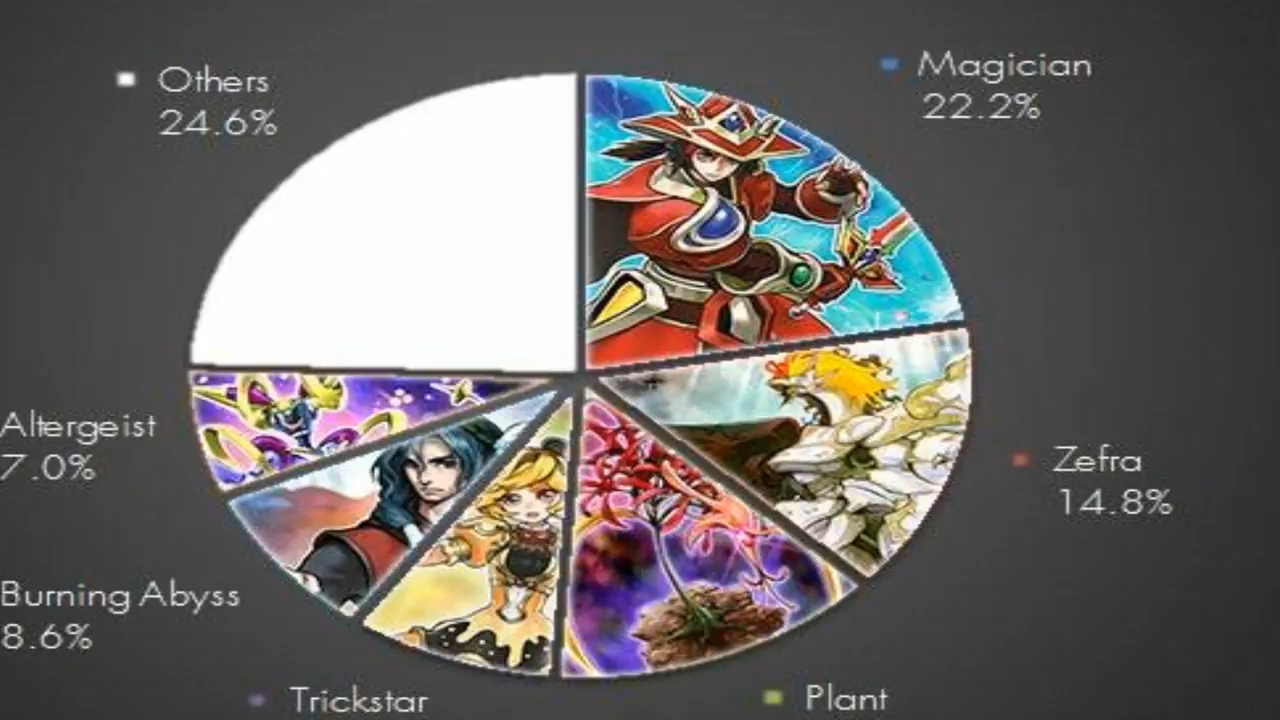 Others
24.6%
Magician
22.2%
Altergeist
7.0%
Zefra
14.8%
Burning Abyss
8.6%
Trickstar
Plant